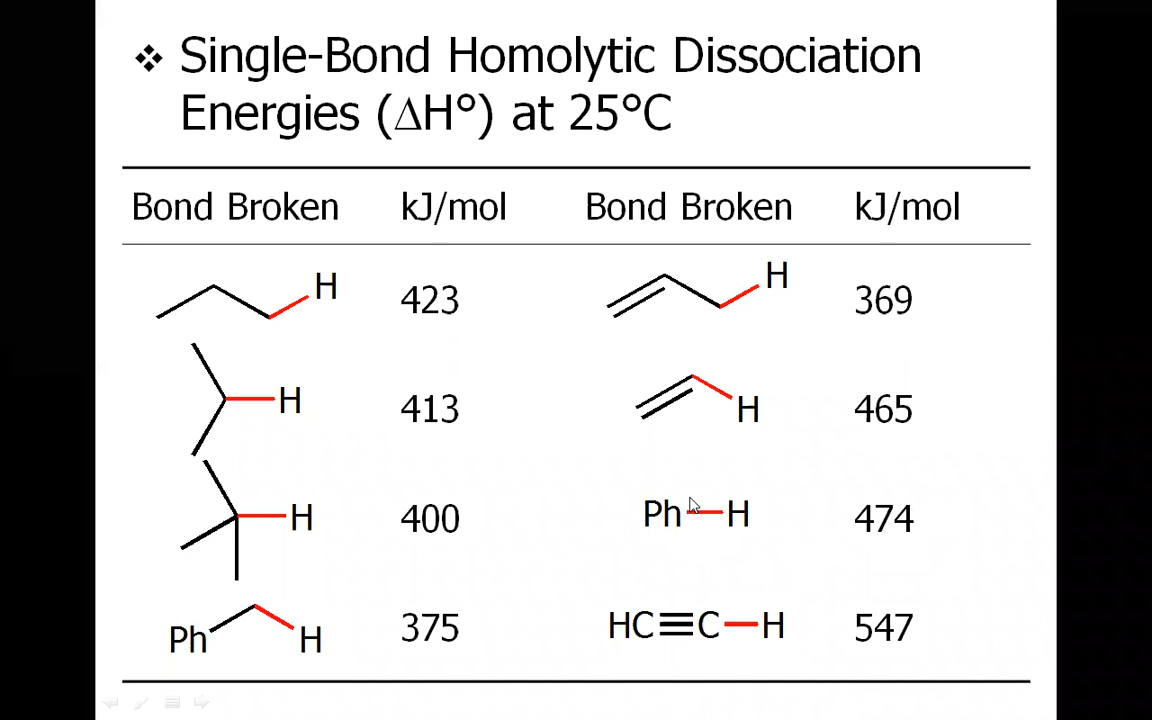 ❖ Single-Bond Homolytic Dissociation
Energies (ΔH°) at 25°C
Bond Broken kJ/mol Bond Broken kJ/mol
H 423 H 369
H 413 H 465
H 400 Ph H 474
Ph H 375 HC≡C–H 547